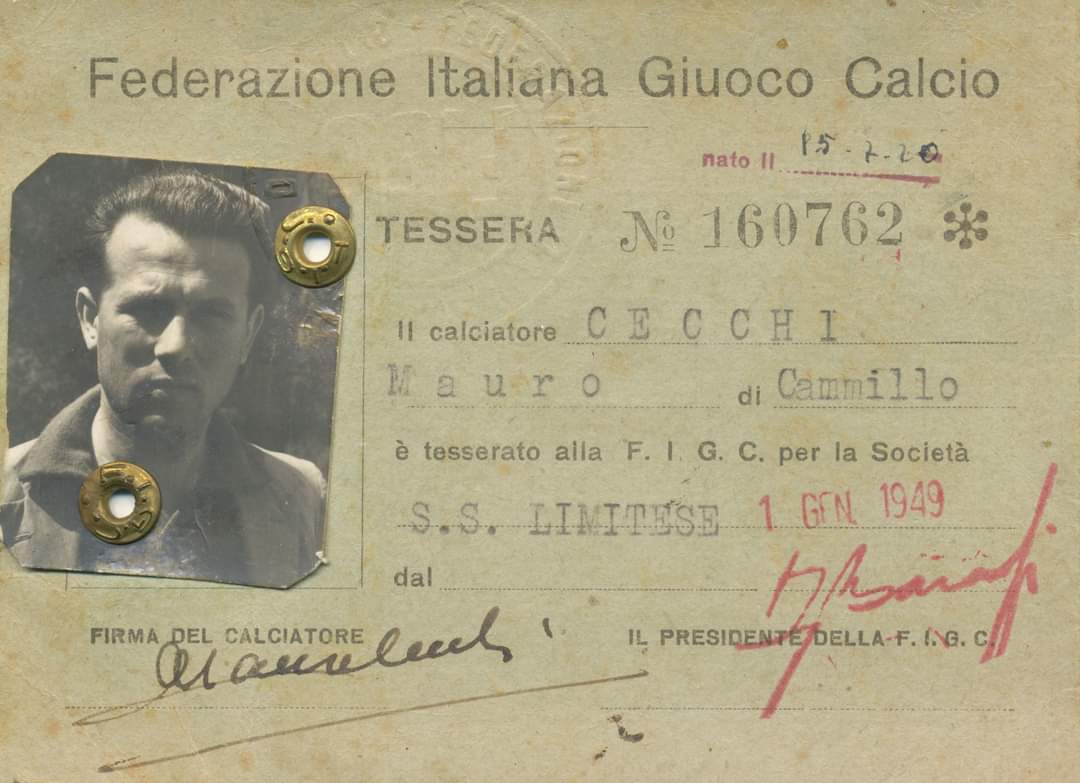 Federazione Italiana Giuoco Calcio
nato Il 15-7-20
TESSERA No 160762
Il calciatore CECCHI
Mauro di Cammillo
è tesserato alla F. I. G. C. per la Società
S.S. LIMITESE 1 GEN. 1949
dal
FIRMA DEL CALCIATORE IL PRESIDENTE DELLA F. I. G. C.